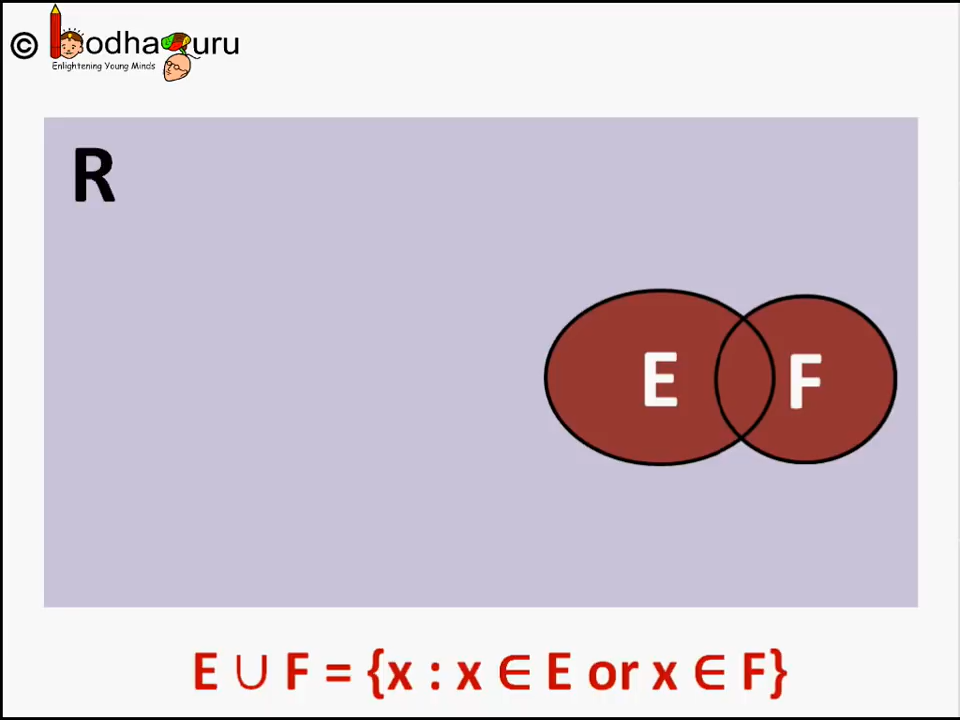 © BodhaGuru
Enlightening Young Minds
R
E F
E ∪ F = {x : x ∈ E or x ∈ F}